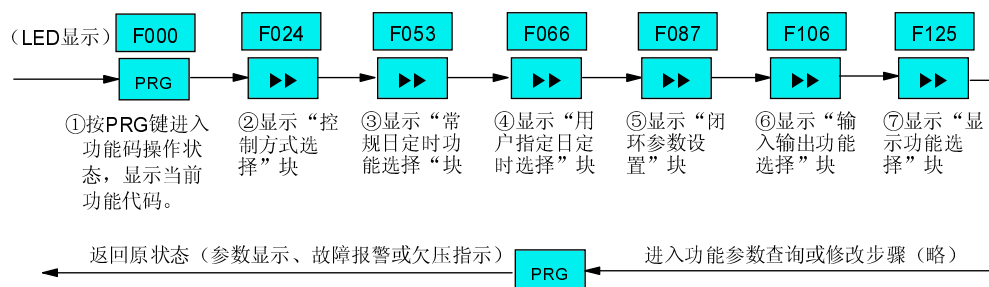 （LED显示） F000 F024 F053 F066 F087 F106 F125
PRG
①按PRG键进入
功能码操作状
态，显示当前
功能代码。
②显示“控
制方式选
择”块
③显示“常
规日定时功
能选择“块
④显示“用
户指定日定
时选择”块
⑤显示“闭
环参数设
置”块
⑥显示“输
入输出功能
选择”块
⑦显示“显
示功能选
择”块
返回原状态（参数显示、故障报警或欠压指示）
PRG
进入功能参数查询或修改步骤（略）